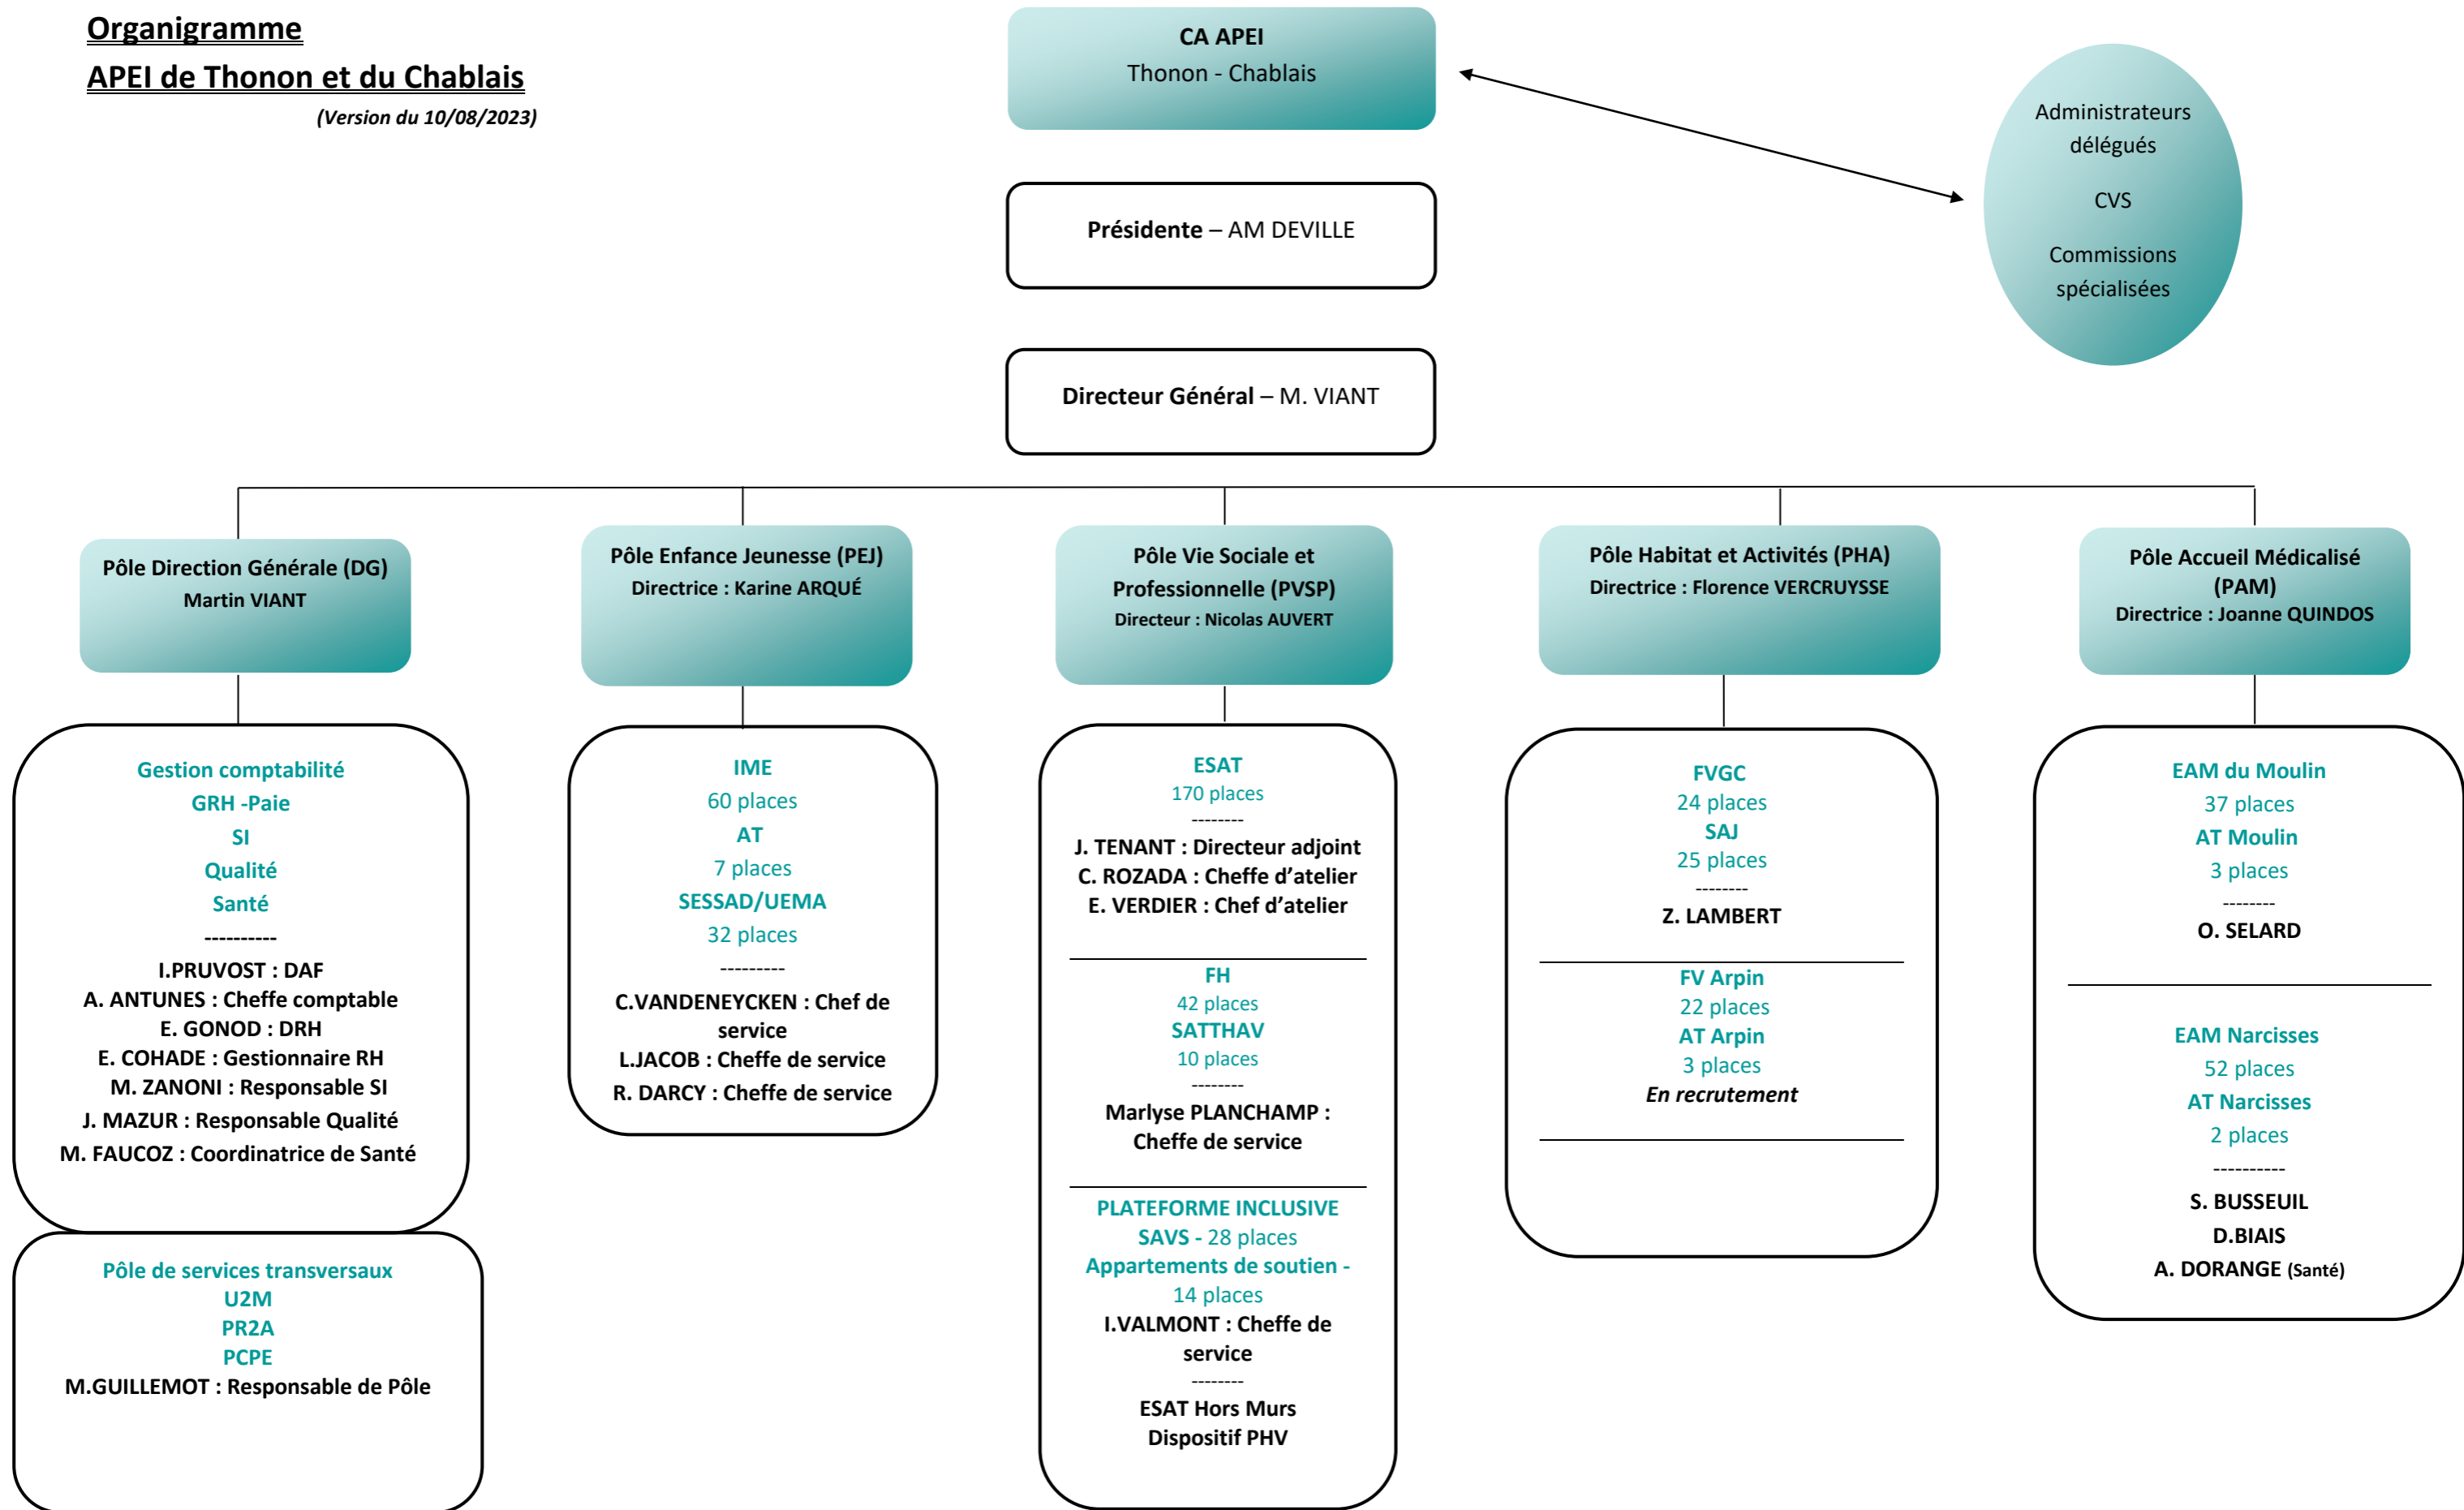 Organigramme
APEI de Thonon et du Chablais
(Version du 10/08/2023)
CA APEI
Thonon - Chablais
Administrateurs
délégués
CVS
Commissions
spécialisées
Présidente – AM DEVILLE
Directeur Général – M. VIANT
Pôle Direction Générale (DG)
Martin VIANT
Gestion comptabilité
GRH -Paie
SI
Qualité
Santé
----------
I.PRUVOST : DAF
A. ANTUNES : Cheffe comptable
E. GONOD : DRH
E. COHADE : Gestionnaire RH
M. ZANONI : Responsable SI
J. MAZUR : Responsable Qualité
M. FAUCOZ : Coordinatrice de Santé
Pôle de services transversaux
U2M
PR2A
PCPE
M.GUILLEMOT : Responsable de Pôle
Pôle Enfance Jeunesse (PEJ)
Directrice : Karine ARQUÉ
IME
60 places
AT
7 places
SESSAD/UEMA
32 places
---------
C.VANDENEYCKEN : Chef de
service
L.JACOB : Cheffe de service
R. DARCY : Cheffe de service
Pôle Vie Sociale et
Professionnelle (PVSP)
Directeur : Nicolas AUVERT
ESAT
170 places
--------
J. TENANT : Directeur adjoint
C. ROZADA : Cheffe d’atelier
E. VERDIER : Chef d’atelier
FH
42 places
SATTHAV
10 places
--------
Marlyse PLANCHAMP :
Cheffe de service
PLATEFORME INCLUSIVE
SAVS - 28 places
Appartements de soutien -
14 places
I.VALMONT : Cheffe de
service
--------
ESAT Hors Murs
Dispositif PHV
Pôle Habitat et Activités (PHA)
Directrice : Florence VERCRUYSSE
FVGC
24 places
SAJ
25 places
--------
Z. LAMBERT
FV Arpin
22 places
AT Arpin
3 places
En recrutement
Pôle Accueil Médicalisé
(PAM)
Directrice : Joanne QUINDOS
EAM du Moulin
37 places
AT Moulin
3 places
--------
O. SELARD
EAM Narcisses
52 places
AT Narcisses
2 places
----------
S. BUSSEUIL
D.BIAIS
A. DORANGE (Santé)